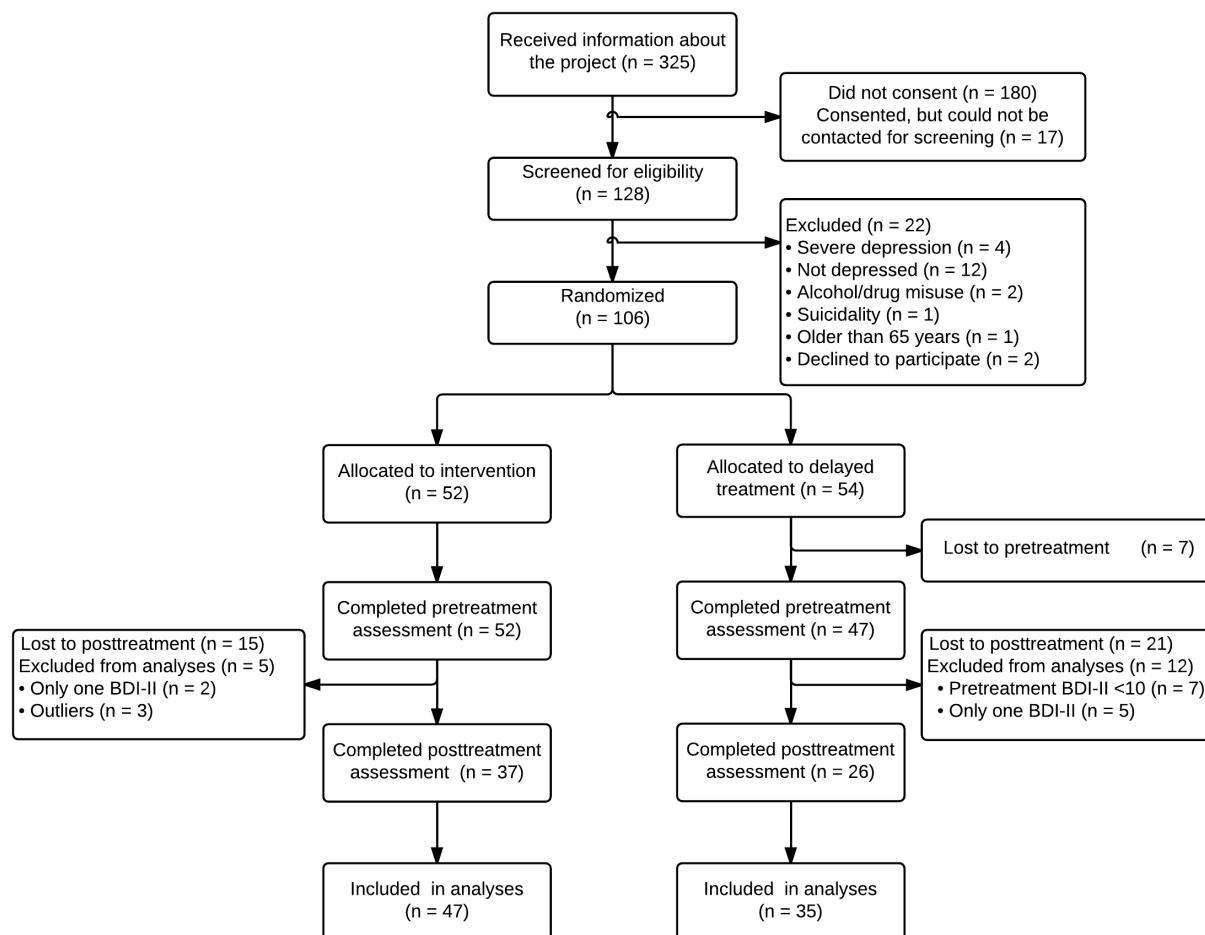 Received information about
the project (n = 325)
Did not consent (n = 180)
Consented, but could not be
contacted for screening (n = 17)
Screened for eligibility
(n = 128)
Excluded (n = 22)
• Severe depression (n = 4)
• Not depressed (n = 12)
• Alcohol/drug misuse (n = 2)
• Suicidality (n = 1)
• Older than 65 years (n = 1)
• Declined to participate (n = 2)
Randomized
(n = 106)
Allocated to intervention
(n = 52)
Allocated to delayed
treatment (n = 54)
Lost to pretreatment (n = 7)
Completed pretreatment
assessment (n = 52)
Completed pretreatment
assessment (n = 47)
Lost to posttreatment (n = 15)
Excluded from analyses (n = 5)
• Only one BDI-II (n = 2)
• Outliers (n = 3)
Lost to posttreatment (n = 21)
Excluded from analyses (n = 12)
• Pretreatment BDI-II <10 (n = 7)
• Only one BDI-II (n = 5)
Completed posttreatment
assessment (n = 37)
Completed posttreatment
assessment (n = 26)
Included in analyses
(n = 47)
Included in analyses
(n = 35)